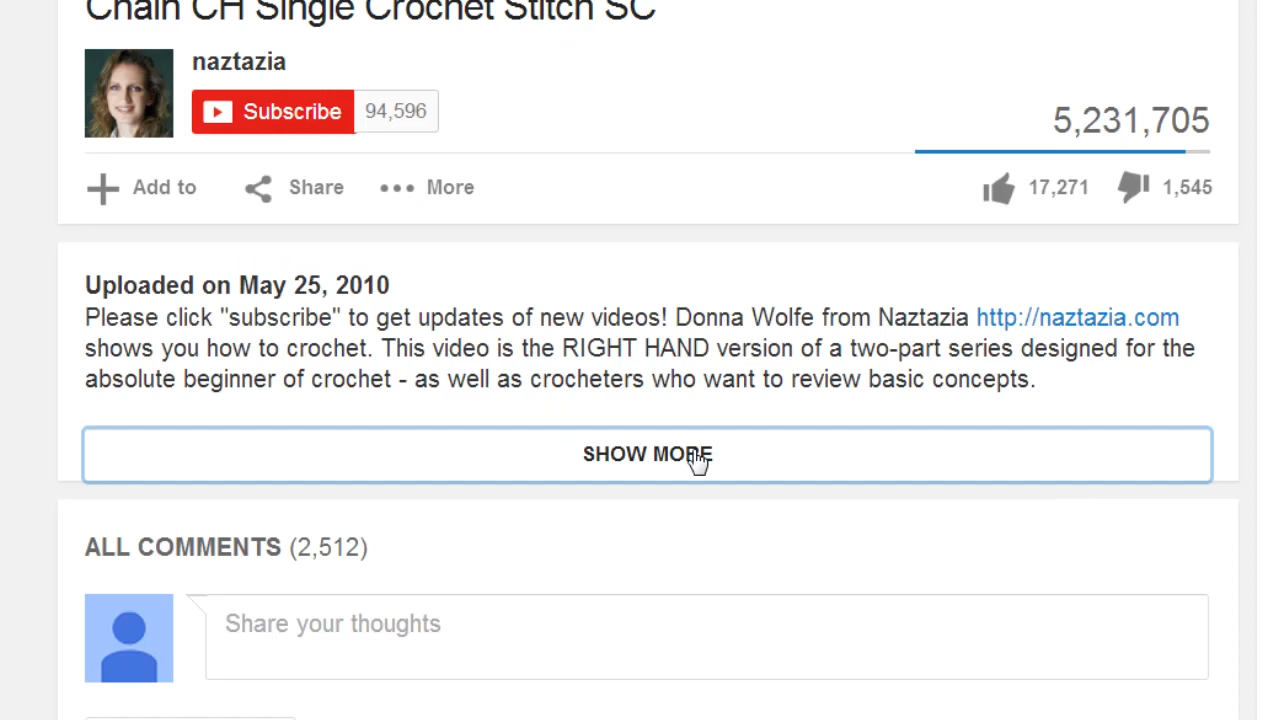 Chain CH Single Crochet Stitch SC
naztazia
Subscribe 94,596
5,231,705
Add to Share More 17,271 1,545
Uploaded on May 25, 2010
Please click "subscribe" to get updates of new videos! Donna Wolfe from Naztazia http://naztazia.com
shows you how to crochet. This video is the RIGHT HAND version of a two-part series designed for the
absolute beginner of crochet - as well as crocheters who want to review basic concepts.
SHOW MORE
ALL COMMENTS (2,512)
Share your thoughts